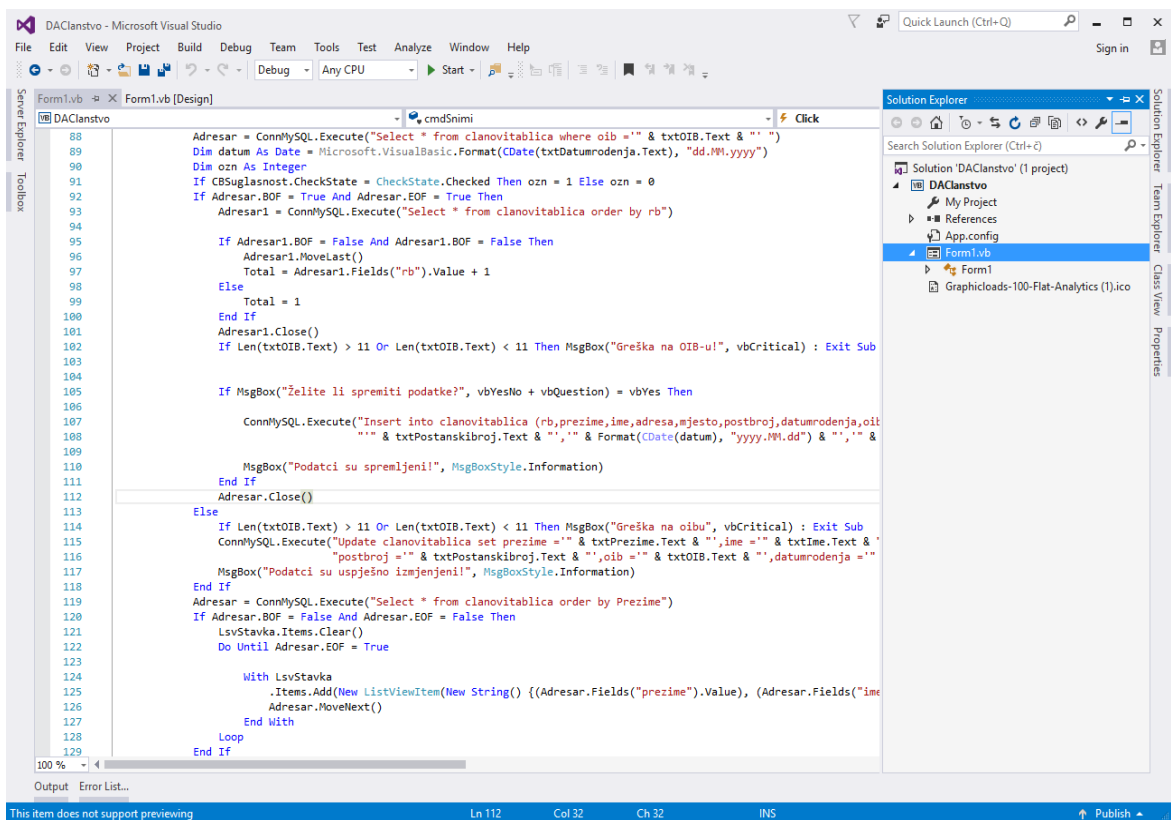 DAClanstvo - Microsoft Visual Studio
Quick Launch (Ctrl+Q)
File Edit View Project Build Debug Team Tools Test Analyze Window Help
Sign in
Debug Any CPU Start
Server Explorer
Toolbox
Form1.vb Form1.vb [Design]
VB DAClanstvo cmdSnimi Click
88 Adresar = ConnMySQL.Execute("Select * from clanovitablica where oib ='" & txtOIB.Text & "' ")
89 Dim datum As Date = Microsoft.VisualBasic.Format(CDate(txtDatumrodenja.Text), "dd.MM.yyyy")
90 Dim ozn As Integer
91 If CBSuglasnost.CheckState = CheckState.Checked Then ozn = 1 Else ozn = 0
92 If Adresar.BOF = True And Adresar.EOF = True Then
93 Adresar1 = ConnMySQL.Execute("Select * from clanovitablica order by rb")
94
95 If Adresar1.BOF = False And Adresar1.BOF = False Then
96 Adresar1.MoveLast()
97 Total = Adresar1.Fields("rb").Value + 1
98 Else
99 Total = 1
100 End If
101 Adresar1.Close()
102 If Len(txtOIB.Text) > 11 Or Len(txtOIB.Text) < 11 Then MsgBox("Greška na OIB-u!", vbCritical) : Exit Sub
103
104
105 If MsgBox("Želite li spremiti podatke?", vbYesNo + vbQuestion) = vbYes Then
106
107 ConnMySQL.Execute("Insert into clanovitablica (rb,prezime,ime,adresa,mjesto,postbroj,datumrodenja,oib
108 "'" & txtPostanskibroj.Text & "','" & Format(CDate(datum), "yyyy.MM.dd") & "','" &
109
110 MsgBox("Podatci su spremljeni!", MsgBoxStyle.Information)
111 End If
112 Adresar.Close()
113 Else
114 If Len(txtOIB.Text) > 11 Or Len(txtOIB.Text) < 11 Then MsgBox("Greška na oibu", vbCritical) : Exit Sub
115 ConnMySQL.Execute("Update clanovitablica set prezime ='" & txtPrezime.Text & "',ime ='" & txtIme.Text & '
116 "postbroj ='" & txtPostanskibroj.Text & "',oib ='" & txtOIB.Text & "',datumrodenja ='"
117 MsgBox("Podatci su uspješno izmjenjeni!", MsgBoxStyle.Information)
118 End If
119 Adresar = ConnMySQL.Execute("Select * from clanovitablica order by Prezime")
120 If Adresar.BOF = False And Adresar.EOF = False Then
121 LsvStavka.Items.Clear()
122 Do Until Adresar.EOF = True
123
124 With LsvStavka
125 .Items.Add(New ListViewItem(New String() {(Adresar.Fields("prezime").Value), (Adresar.Fields("ime
126 Adresar.MoveNext()
127 End With
128 Loop
129 End If
100 %
Solution Explorer
Search Solution Explorer (Ctrl+č)
Solution 'DAClanstvo' (1 project)
VB DAClanstvo
My Project
References
App.config
Form1.vb
Form1
Graphicloads-100-Flat-Analytics (1).ico
Solution Explorer
Team Explorer
Class View
Properties
Output Error List...
This item does not support previewing Ln 112 Col 32 Ch 32 INS Publish